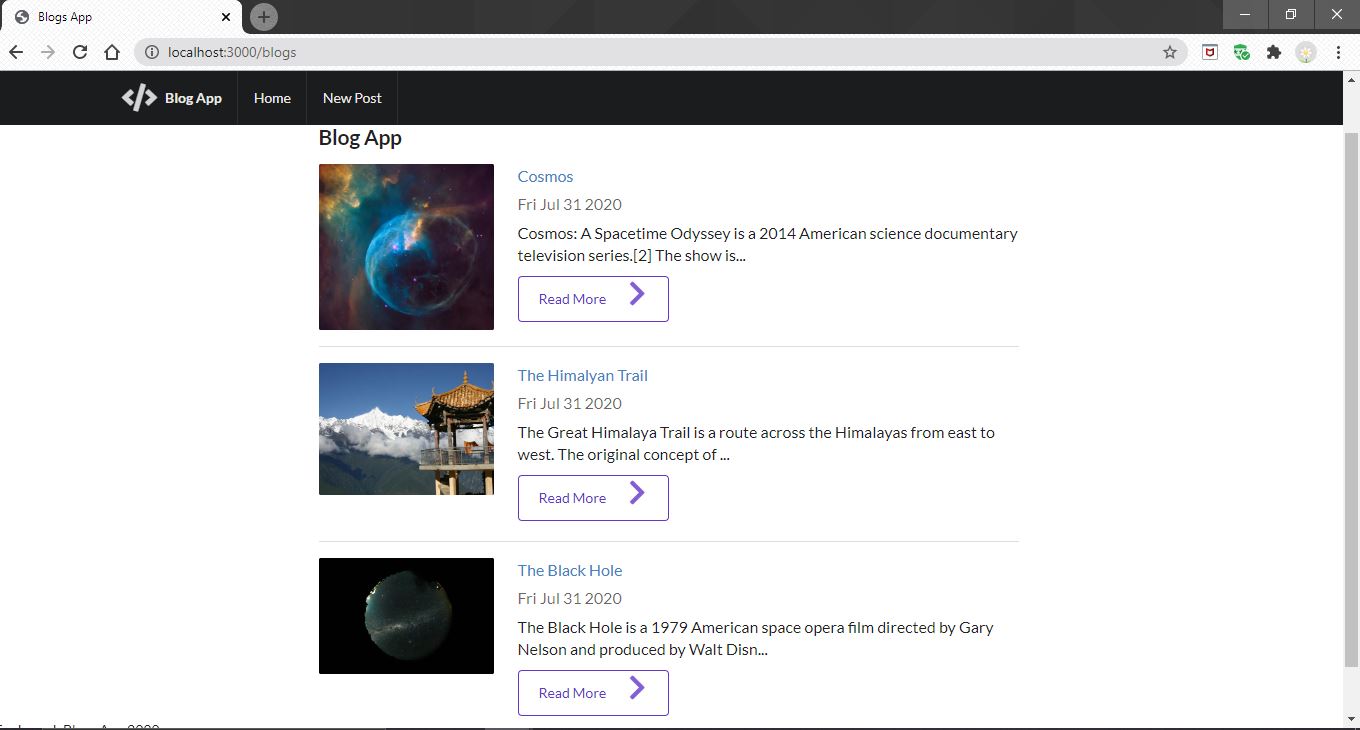 Blogs App
localhost:3000/blogs
Blog App Home New Post
Blog App
Cosmos
Fri Jul 31 2020
Cosmos: A Spacetime Odyssey is a 2014 American science documentary
television series.[2] The show is...
Read More
The Himalyan Trail
Fri Jul 31 2020
The Great Himalaya Trail is a route across the Himalayas from east to
west. The original concept of ...
Read More
The Black Hole
Fri Jul 31 2020
The Black Hole is a 1979 American space opera film directed by Gary
Nelson and produced by Walt Disn...
Read More